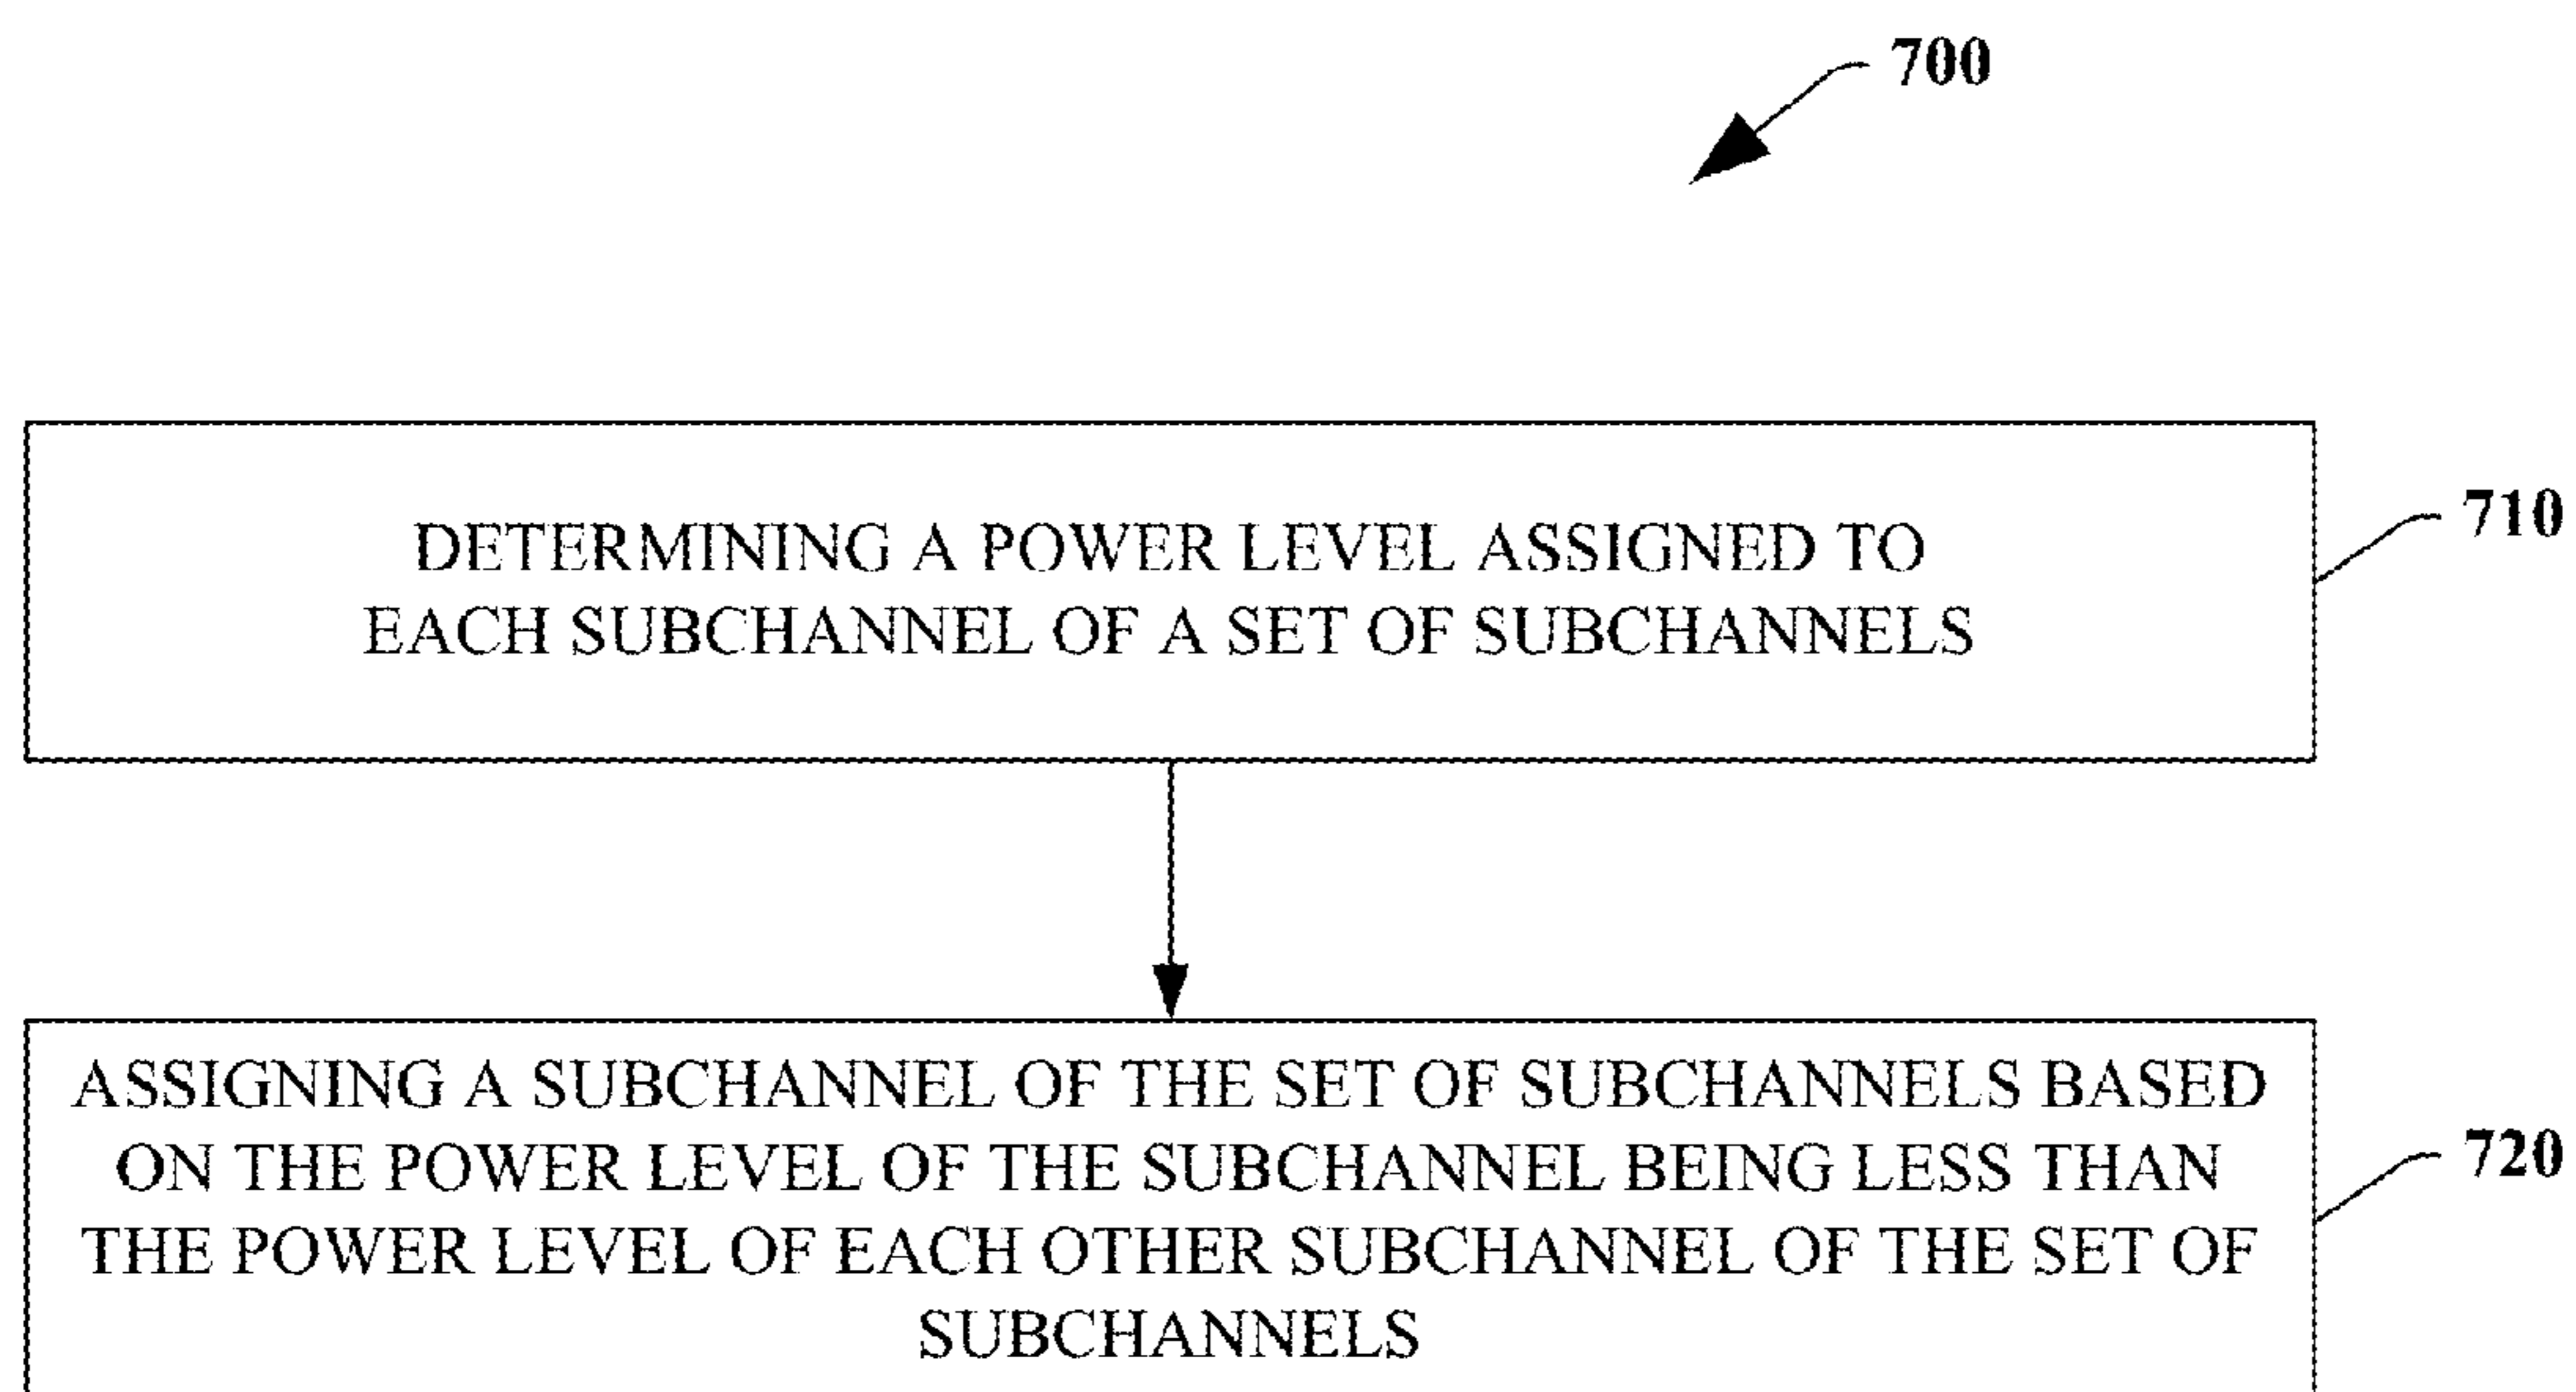 700
DETERMINING A POWER LEVEL ASSIGNED TO
EACH SUBCHANNEL OF A SET OF SUBCHANNELS
710
ASSIGNING A SUBCHANNEL OF THE SET OF SUBCHANNELS BASED
ON THE POWER LEVEL OF THE SUBCHANNEL BEING LESS THAN
THE POWER LEVEL OF EACH OTHER SUBCHANNEL OF THE SET OF
SUBCHANNELS
720